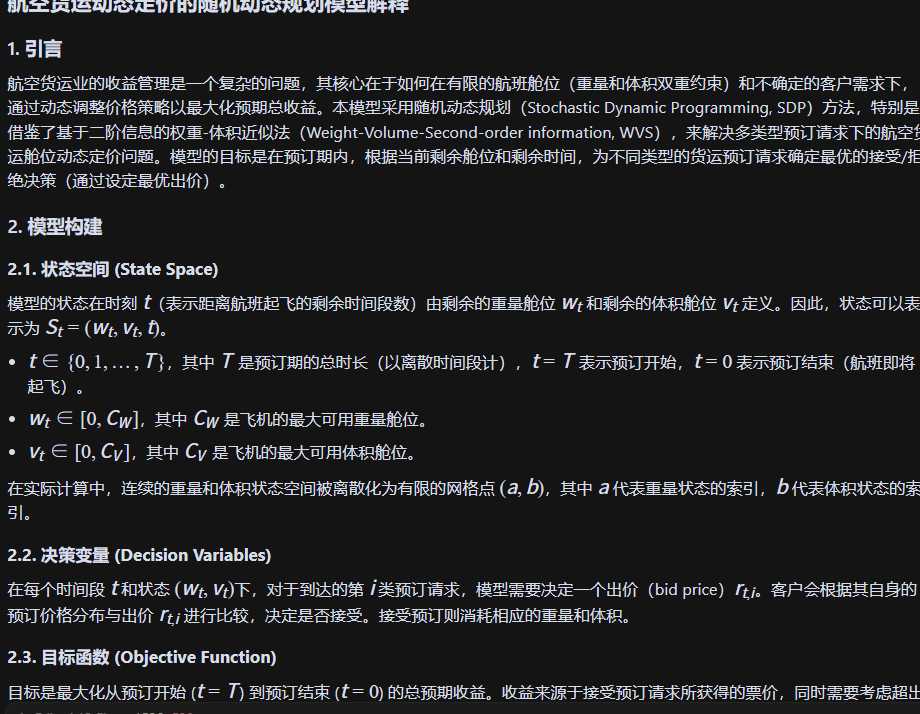 航空货运动态定价的随机动态规划模型解释
1. 引言
航空货运业的收益管理是一个复杂的问题，其核心在于如何在有限的航班舱位（重量和体积双重约束）和不确定的客户需求下，
通过动态调整价格策略以最大化预期总收益。本模型采用随机动态规划（Stochastic Dynamic Programming, SDP）方法，特别是
借鉴了基于二阶信息的权重-体积近似法（Weight-Volume-Second-order information, WVS），来解决多类型预订请求下的航空货
运舱位动态定价问题。模型的目标是在预订期内，根据当前剩余舱位和剩余时间，为不同类型的货运预订请求确定最优的接受/拒
绝决策（通过设定最优出价）。
2. 模型构建
2.1. 状态空间 (State Space)
模型的状态在时刻 t（表示距离航班起飞的剩余时间段数）由剩余的重量舱位 w_t 和剩余的体积舱位 v_t 定义。因此，状态可以表
示为 S_t = (w_t, v_t, t)。
• t ∈ {0, 1, …, T}，其中 T 是预订期的总时长（以离散时间段计），t = T 表示预订开始，t = 0 表示预订结束（航班即将
起飞）。
• w_t ∈ [0, C_W]，其中 C_W 是飞机的最大可用重量舱位。
• v_t ∈ [0, C_V]，其中 C_V 是飞机的最大可用体积舱位。
在实际计算中，连续的重量和体积状态空间被离散化为有限的网格点 (a, b)，其中 a 代表重量状态的索引，b 代表体积状态的索
引。
2.2. 决策变量 (Decision Variables)
在每个时间段 t 和状态 (w_t, v_t)下，对于到达的第 i 类预订请求，模型需要决定一个出价（bid price）r_{t,i}。客户会根据其自身的
预订价格分布与出价 r_{t,i} 进行比较，决定是否接受。接受预订则消耗相应的重量和体积。
2.3. 目标函数 (Objective Function)
目标是最大化从预订开始 (t = T) 到预订结束 (t = 0) 的总预期收益。收益来源于接受预订请求所获得的票价，同时需要考虑超出